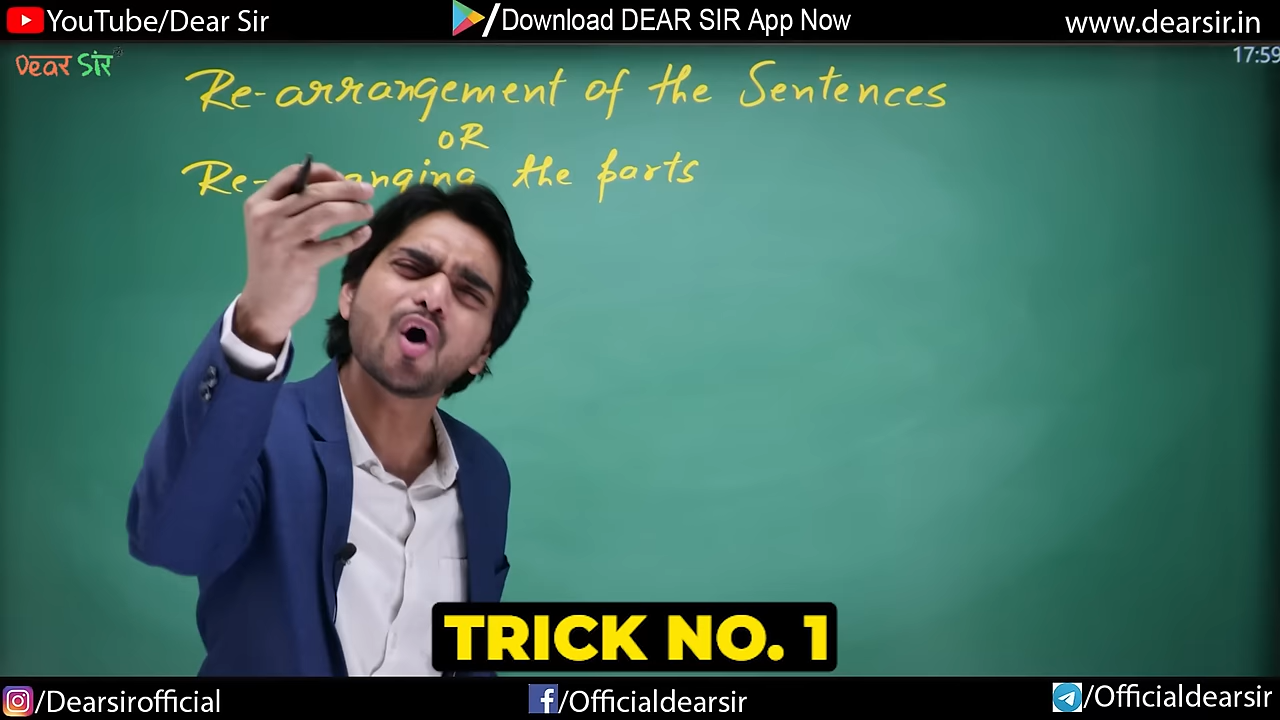 YouTube/Dear Sir
/Download DEAR SIR App Now
www.dearsir.in
Dear सिर
17:59
Re-arrangement of the Sentences
OR
the parts
TRICK NO. 1
/Dearsirofficial
/Officialdearsir
/Officialdearsir